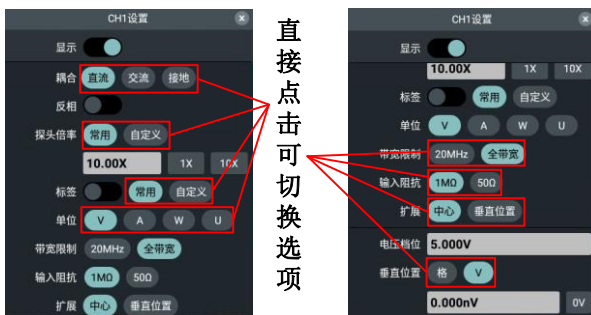 CH1设置
显示
耦合 直流 交流 接地
反相
探头倍率 常用 自定义
10.00X 1X 10X
标签 常用 自定义
单位 V A W U
带宽限制 20MHz 全带宽
输入阻抗 1MΩ 50Ω
扩展 中心 垂直位置
直
接
点
击
可
切
换
选
项
CH1设置
显示
10.00X 1X 10X
标签 常用 自定义
单位 V A W U
带宽限制 20MHz 全带宽
输入阻抗 1MΩ 50Ω
扩展 中心 垂直位置
电压档位 5.000V
垂直位置 格 V
0.000nV 0V